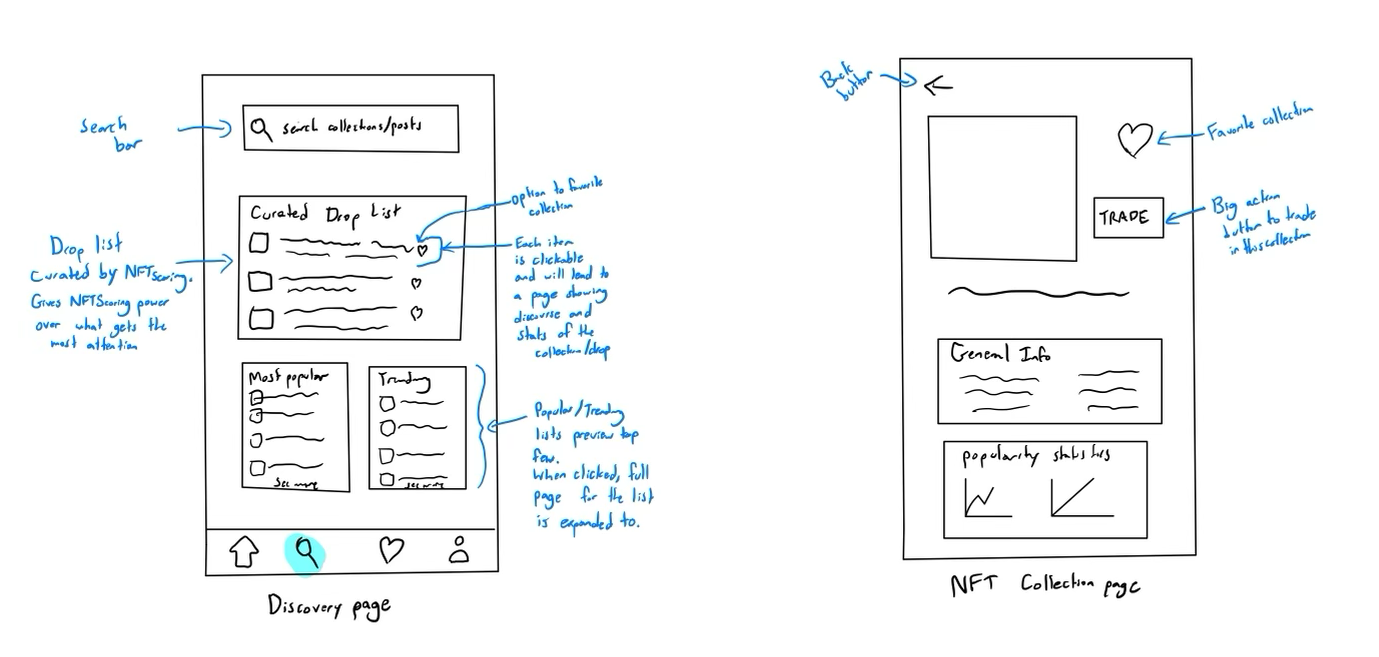 Search
bar
search collections/posts
Curated Drop List
option to favorite
collection
Drop list
Curated by NFTScoring.
Gives NFTScoring power
over what gets the
most attention
Each item
is clickable
and will lead to
a page showing
discourse and
stats of the
collection/drop
Most popular
See more
Trending
see more
Popular/Trending
lists preview top
few.
When clicked, full
page for the list
is expanded to.
Discovery page
Back
button
Favorite collection
TRADE
Big action
button to trade
in this collection
General Info
popularity statistics
NFT Collection page